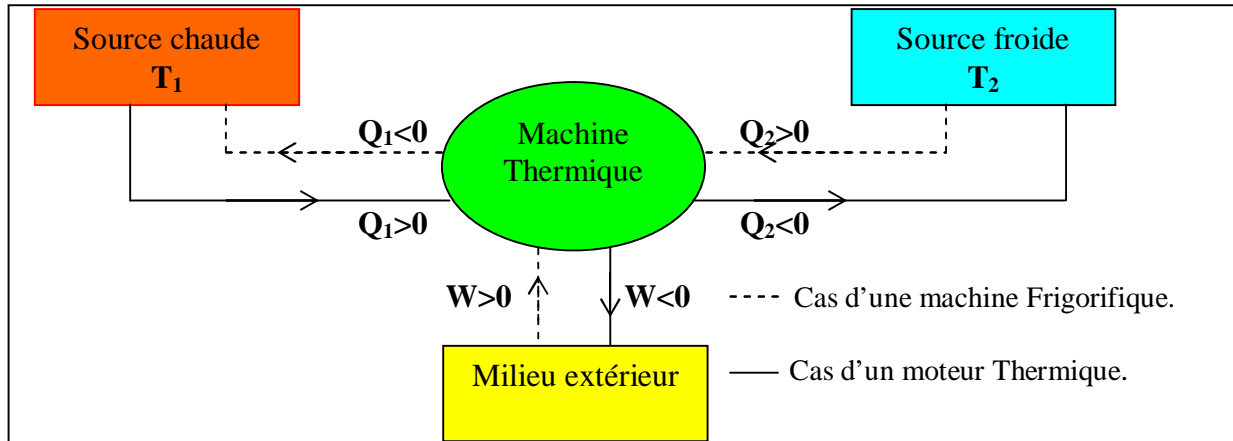 Source chaude
T₁
Source froide
T₂
Q₁<0
Machine
Thermique
Q₂>0
Q₁>0
Q₂<0
W>0
W<0
Cas d'une machine Frigorifique.
Milieu extérieur
Cas d'un moteur Thermique.